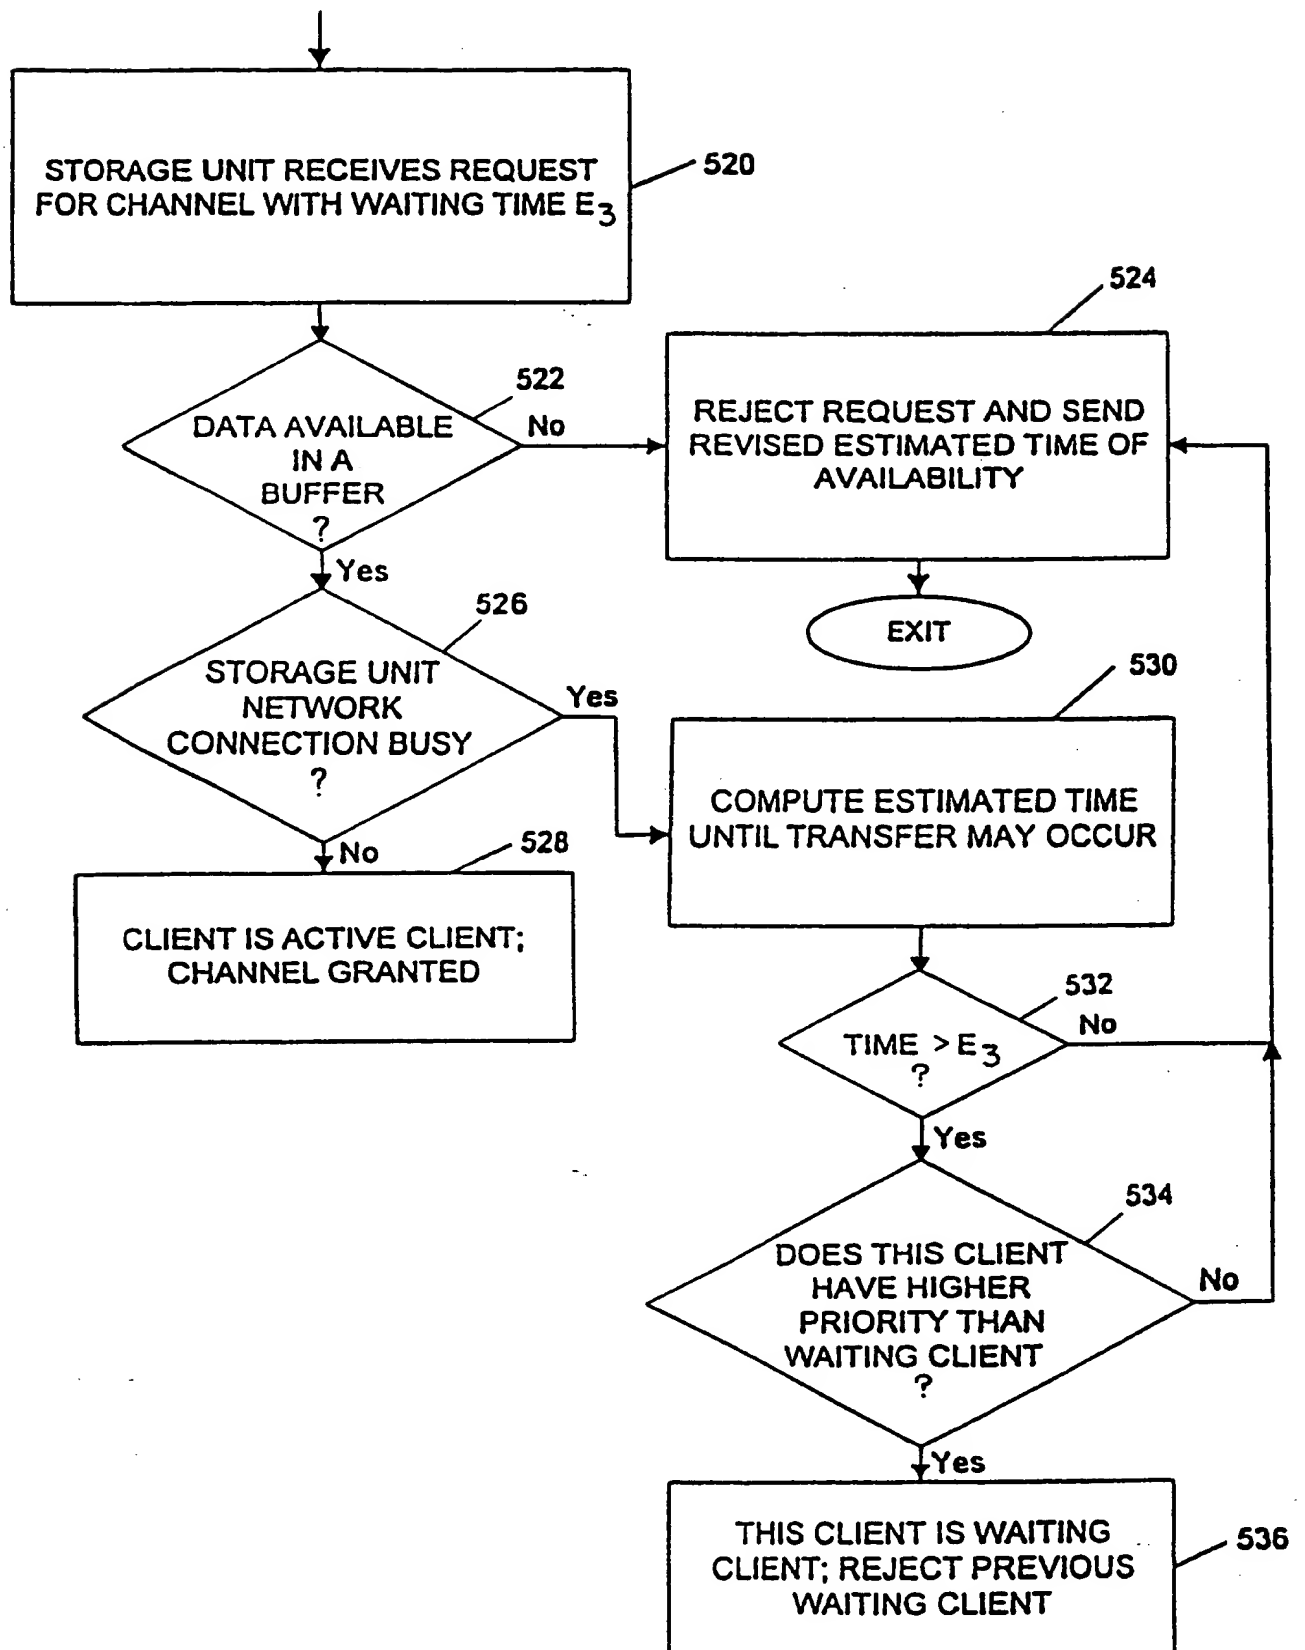 STORAGE UNIT RECEIVES REQUEST
FOR CHANNEL WITH WAITING TIME E3
520
522
DATA AVAILABLE
IN A
BUFFER
?
No
Yes
524
REJECT REQUEST AND SEND
REVISED ESTIMATED TIME OF
AVAILABILITY
EXIT
526
STORAGE UNIT
NETWORK
CONNECTION BUSY
?
Yes
No
528
CLIENT IS ACTIVE CLIENT;
CHANNEL GRANTED
530
COMPUTE ESTIMATED TIME
UNTIL TRANSFER MAY OCCUR
532
TIME > E3
?
No
Yes
534
DOES THIS CLIENT
HAVE HIGHER
PRIORITY THAN
WAITING CLIENT
?
No
Yes
THIS CLIENT IS WAITING
CLIENT; REJECT PREVIOUS
WAITING CLIENT
536